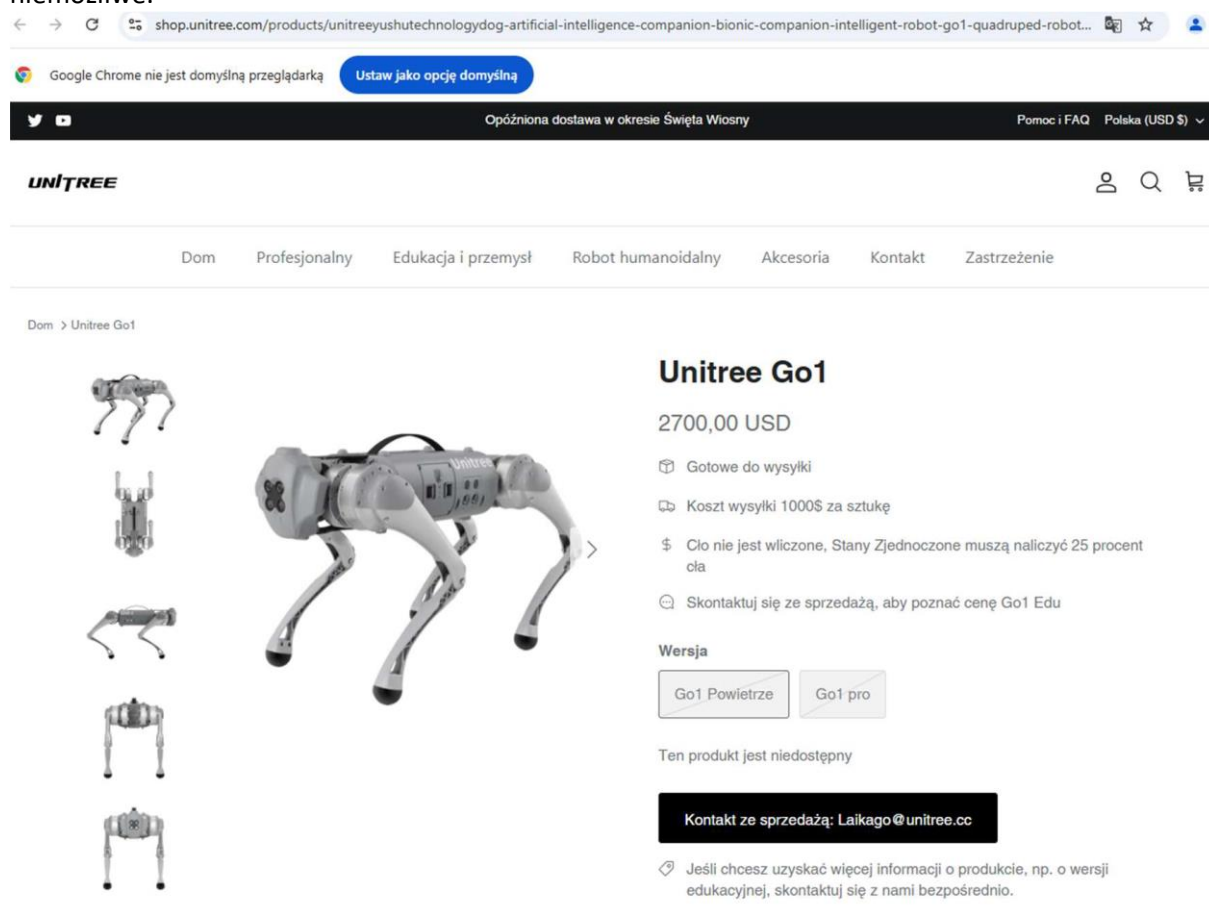 niemożliwe.
shop.unitree.com/products/unitreeyushutechnologydog-artificial-intelligence-companion-bionic-companion-intelligent-robot-go1-quadruped-robot...
Google Chrome nie jest domyślną przeglądarką
Ustaw jako opcję domyślną
Opóźniona dostawa w okresie Święta Wiosny
Pomoc i FAQ
Polska (USD $)
UNITREE
Dom
Profesjonalny
Edukacja i przemysł
Robot humanoidalny
Akcesoria
Kontakt
Zastrzeżenie
Dom > Unitree Go1
Unitree
Unitree Go1
2700,00 USD
Gotowe do wysyłki
Koszt wysyłki 1000$ za sztukę
$ Cło nie jest wliczone, Stany Zjednoczone muszą naliczyć 25 procent
cła
Skontaktuj się ze sprzedażą, aby poznać cenę Go1 Edu
Wersja
Go1 Powietrze
Go1 pro
Ten produkt jest niedostępny
Kontakt ze sprzedażą: Laikago@unitree.cc
Jeśli chcesz uzyskać więcej informacji o produkcie, np. o wersji
edukacyjnej, skontaktuj się z nami bezpośrednio.